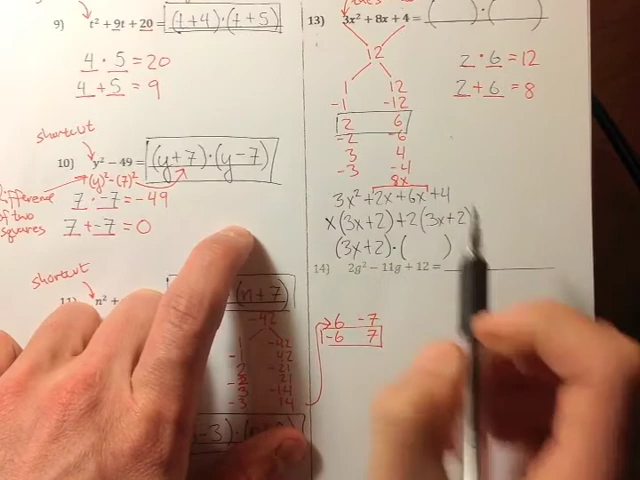 9) t² + 9t + 20 = (t+4)·(t+5)
4 · 5 = 20
4 + 5 = 9
shortcut
10) y² − 49 = (y+7)·(y−7)
(y)²−(7)²
Difference
of two
squares
7 · -7 = -49
7 + -7 = 0
shortcut
n² +
(n+7)
-42
1 -42
-1 42
2 -21
-2 21
3 -14
-3 14
-3)·(
13) 3x² + 8x + 4 = ( )·( )
12
1 12
-1 -12
2 6
-2 -6
3 4
-3 -4
2 · 6 = 12
2 + 6 = 8
8x
3x²+2x+6x+4
x(3x+2)+2(3x+2)
(3x+2)·( )
14) 2g² − 11g + 12 =
6 -7
-6 7